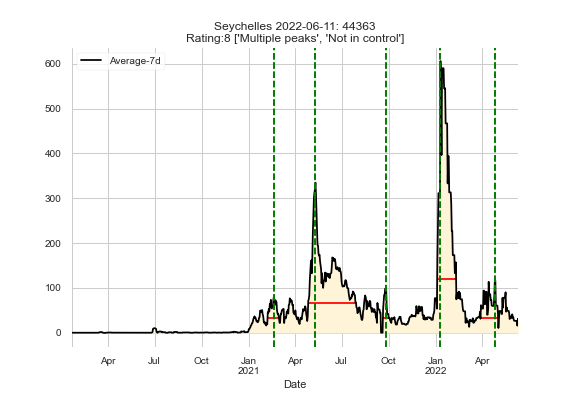 Seychelles 2022-06-11: 44363
Rating:8 ['Multiple peaks', 'Not in control']
Average-7d
600
500
400
300
200
100
0
Apr Jul Oct Jan Apr Jul Oct Jan Apr
2021 2022
Date